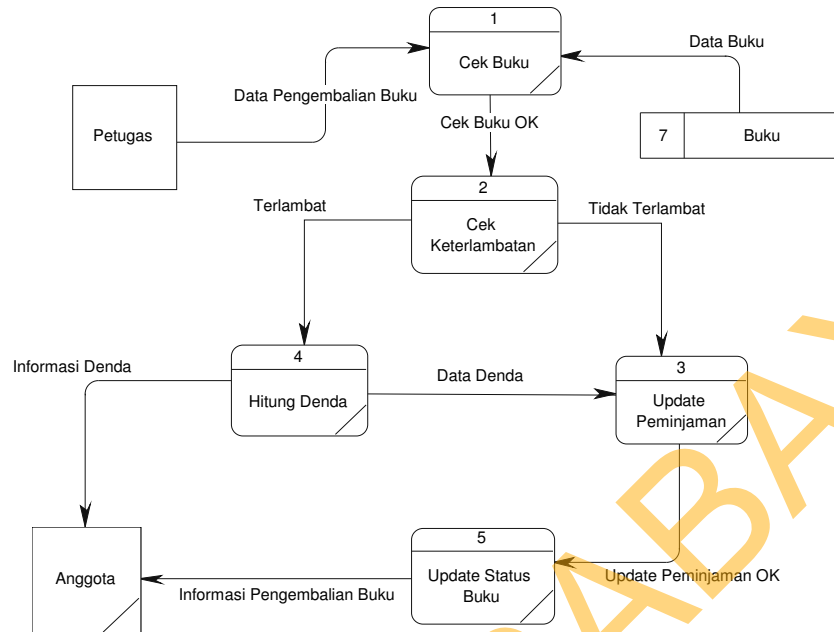 1
Cek Buku
Data Buku
Data Pengembalian Buku
Petugas
Cek Buku OK
7
Buku
2
Cek
Keterlambatan
Terlambat
Tidak Terlambat
4
Hitung Denda
Informasi Denda
Data Denda
3
Update
Peminjaman
5
Update Status
Buku
Update Peminjaman OK
Anggota
Informasi Pengembalian Buku